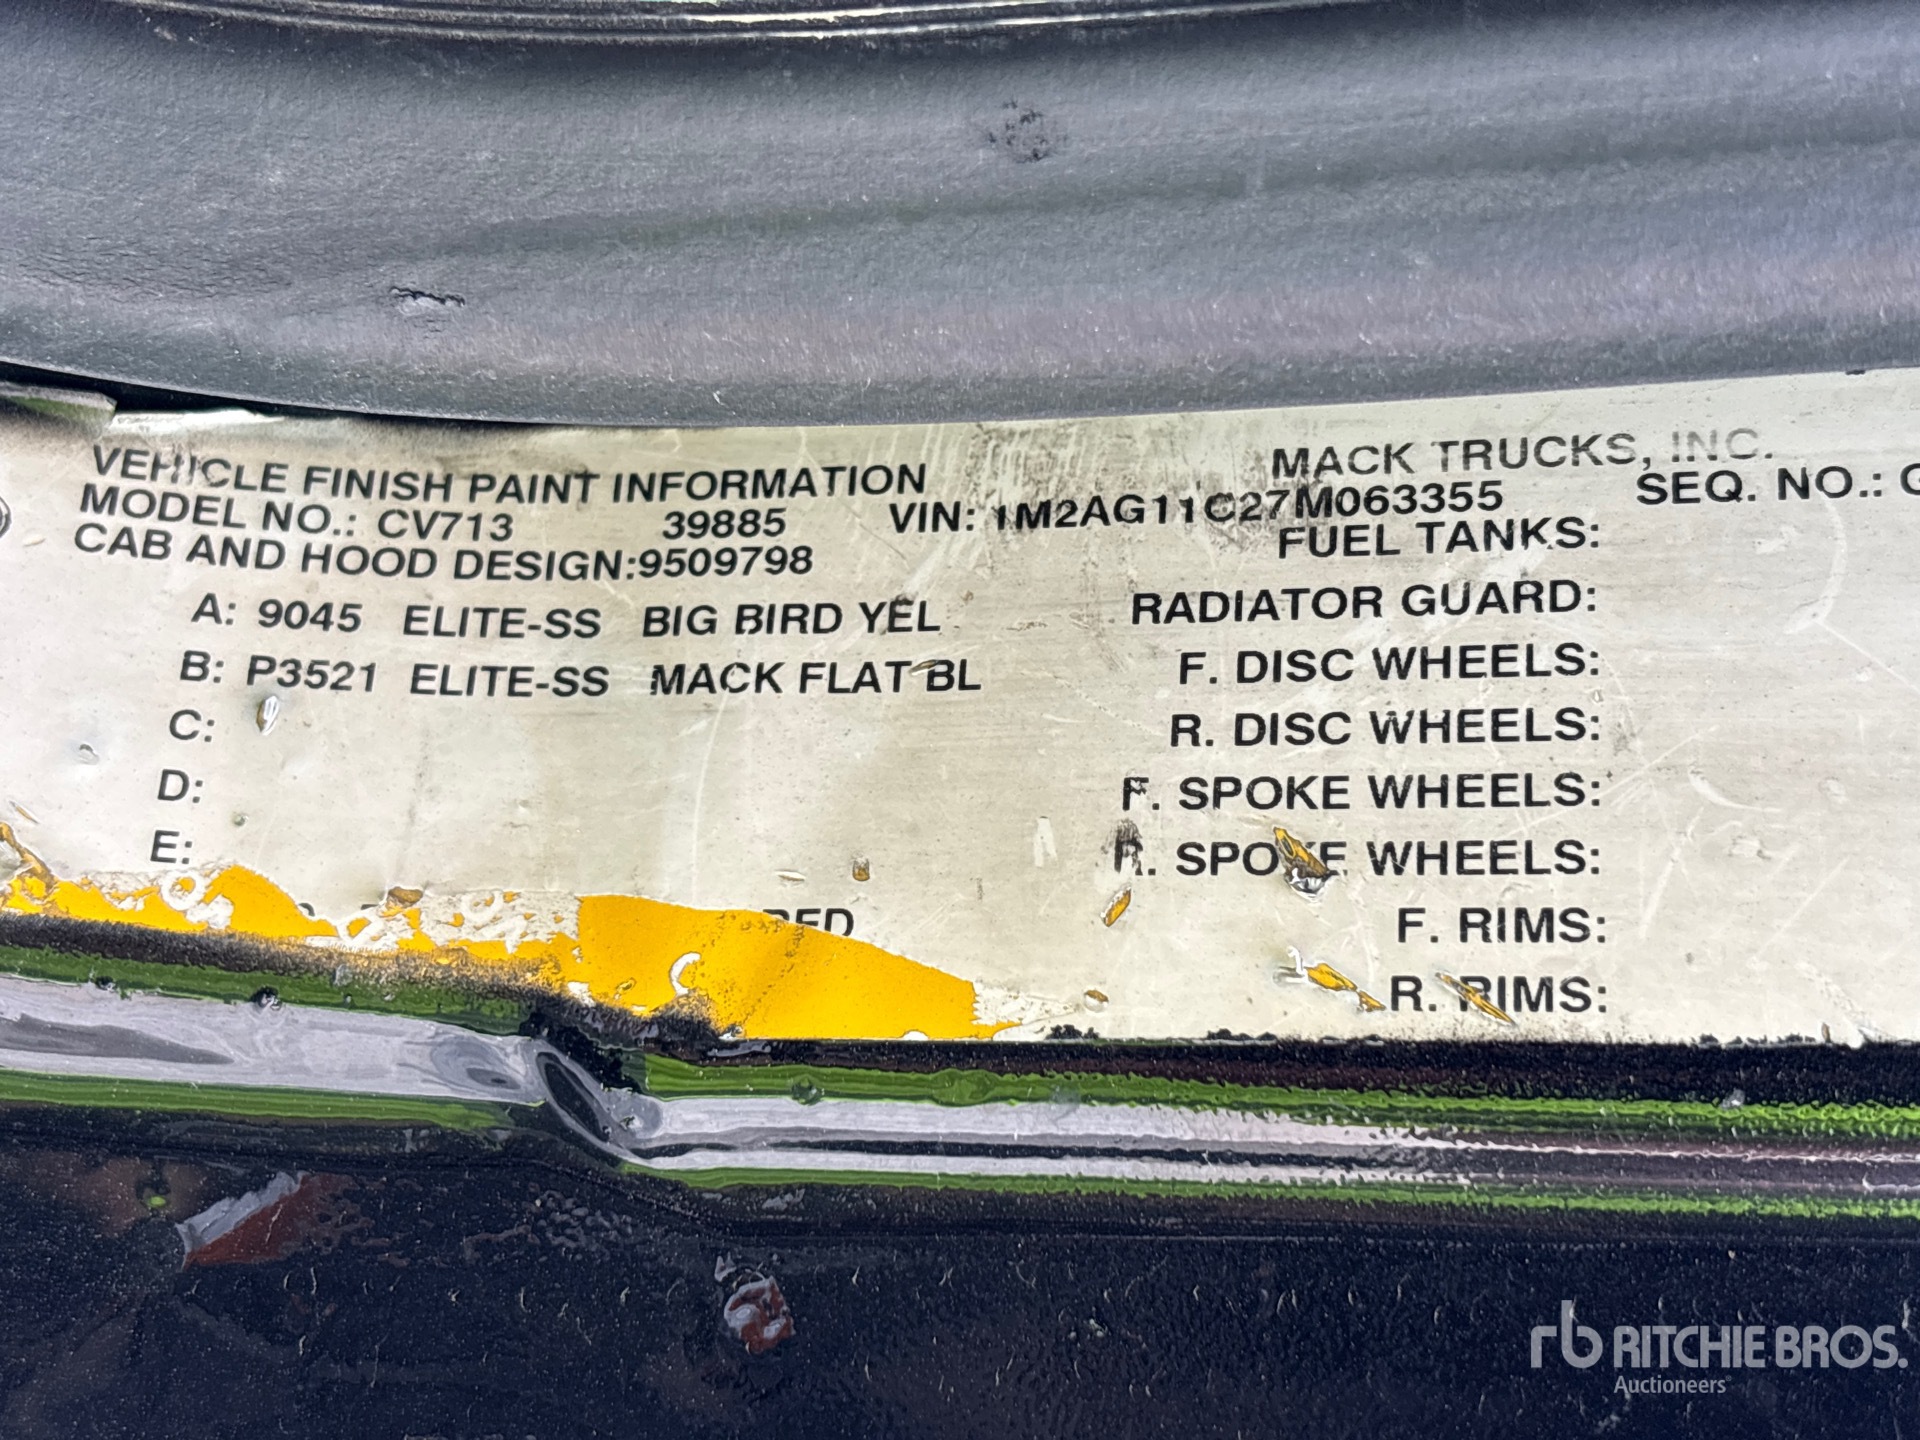 VEHICLE FINISH PAINT INFORMATION MACK TRUCKS, INC.
MODEL NO.: CV713 39885 VIN: 1M2AG11C27M063355 SEQ. NO.: G
CAB AND HOOD DESIGN:9509798 FUEL TANKS:
A: 9045 ELITE-SS BIG BIRD YEL RADIATOR GUARD:
B: P3521 ELITE-SS MACK FLAT BL F. DISC WHEELS:
C: R. DISC WHEELS:
D: F. SPOKE WHEELS:
E: R. SPOKE WHEELS:
F. RIMS:
R. RIMS:
rb RITCHIE BROS.
Auctioneers